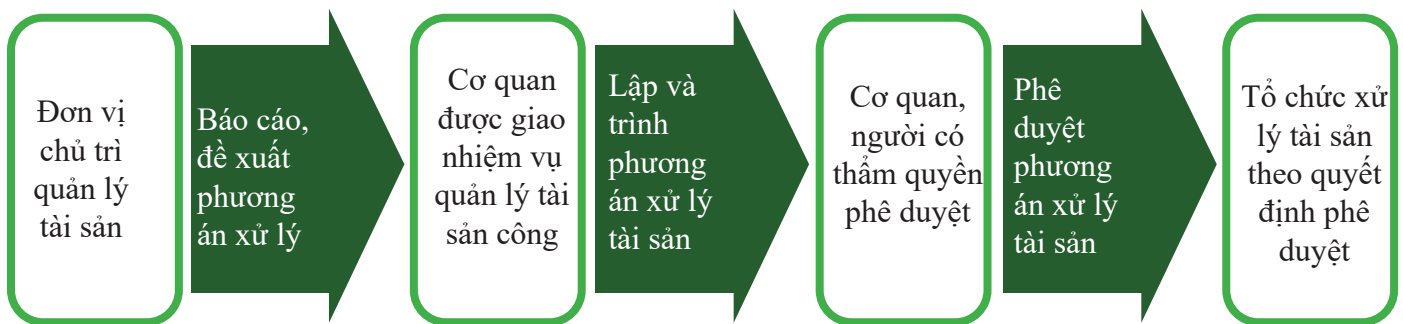 Đơn vị
chủ trì
quản lý
tài sản
Báo cáo,
đề xuất
phương
án xử lý
Cơ quan
được giao
nhiệm vụ
quản lý tài
sản công
Lập và
trình
phương
án xử lý
tài sản
Cơ quan,
người có
thẩm quyền
phê duyệt
Phê
duyệt
phương
án xử lý
tài sản
Tổ chức xử
lý tài sản
theo quyết
định phê
duyệt